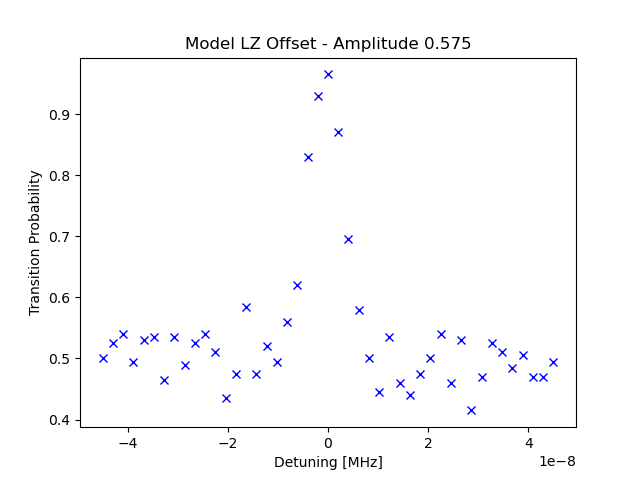 Model LZ Offset - Amplitude 0.575
Transition Probability
0.9
0.8
0.7
0.6
0.5
0.4
−4 −2 0 2 4
1e−8
Detuning [MHz]